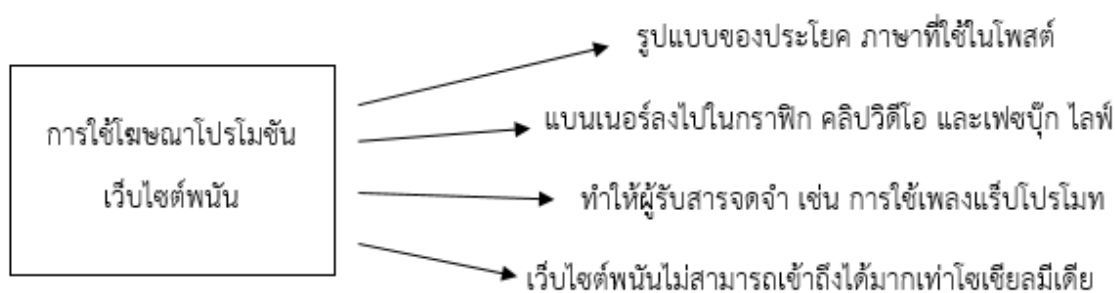 การใช้โฆษณาโปรโมชัน
เว็บไซต์พนัน
รูปแบบของประโยค ภาษาที่ใช้ในโพสต์
แบนเนอร์ลงไปในกราฟิก คลิปวิดีโอ และเฟซบุ๊ก ไลฟ์
ทำให้ผู้รับสารจดจำ เช่น การใช้เพลงแร็ปโปรโมท
เว็บไซต์พนันไม่สามารถเข้าถึงได้มากเท่าโซเชียลมีเดีย